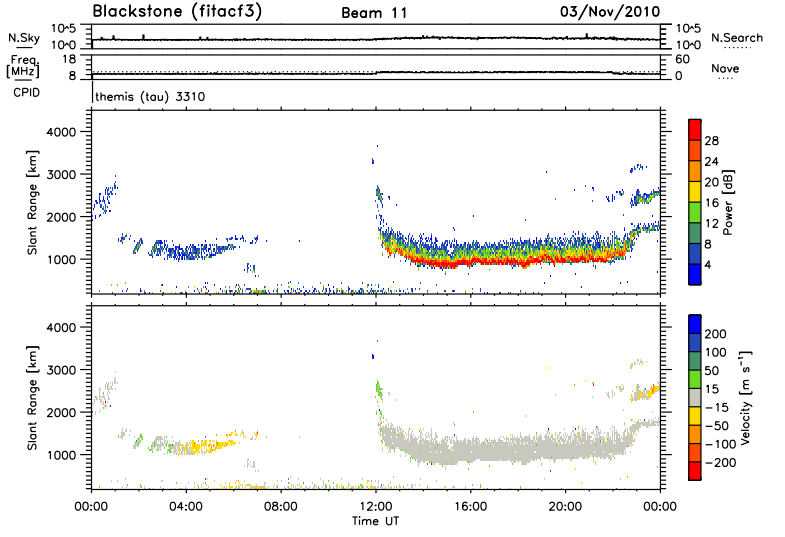 Blackstone (fitacf3)
Beam 11
03/Nov/2010
N.Sky
10^5
10^0
10^5
10^0
N.Search
Freq.
[MHz]
18
8
60
0
Nave
CPID
themis (tau) 3310
Slant Range [km]
4000
3000
2000
1000
28
24
20
16
12
8
4
Power [dB]
Slant Range [km]
4000
3000
2000
1000
200
100
50
15
-15
-50
-100
-200
Velocity [m s^-1]
00:00 04:00 08:00 12:00 16:00 20:00 00:00
Time UT